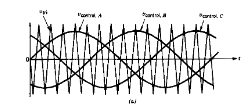 v_tri
v_control, A
v_control, B
v_control, C
0
t
(a)